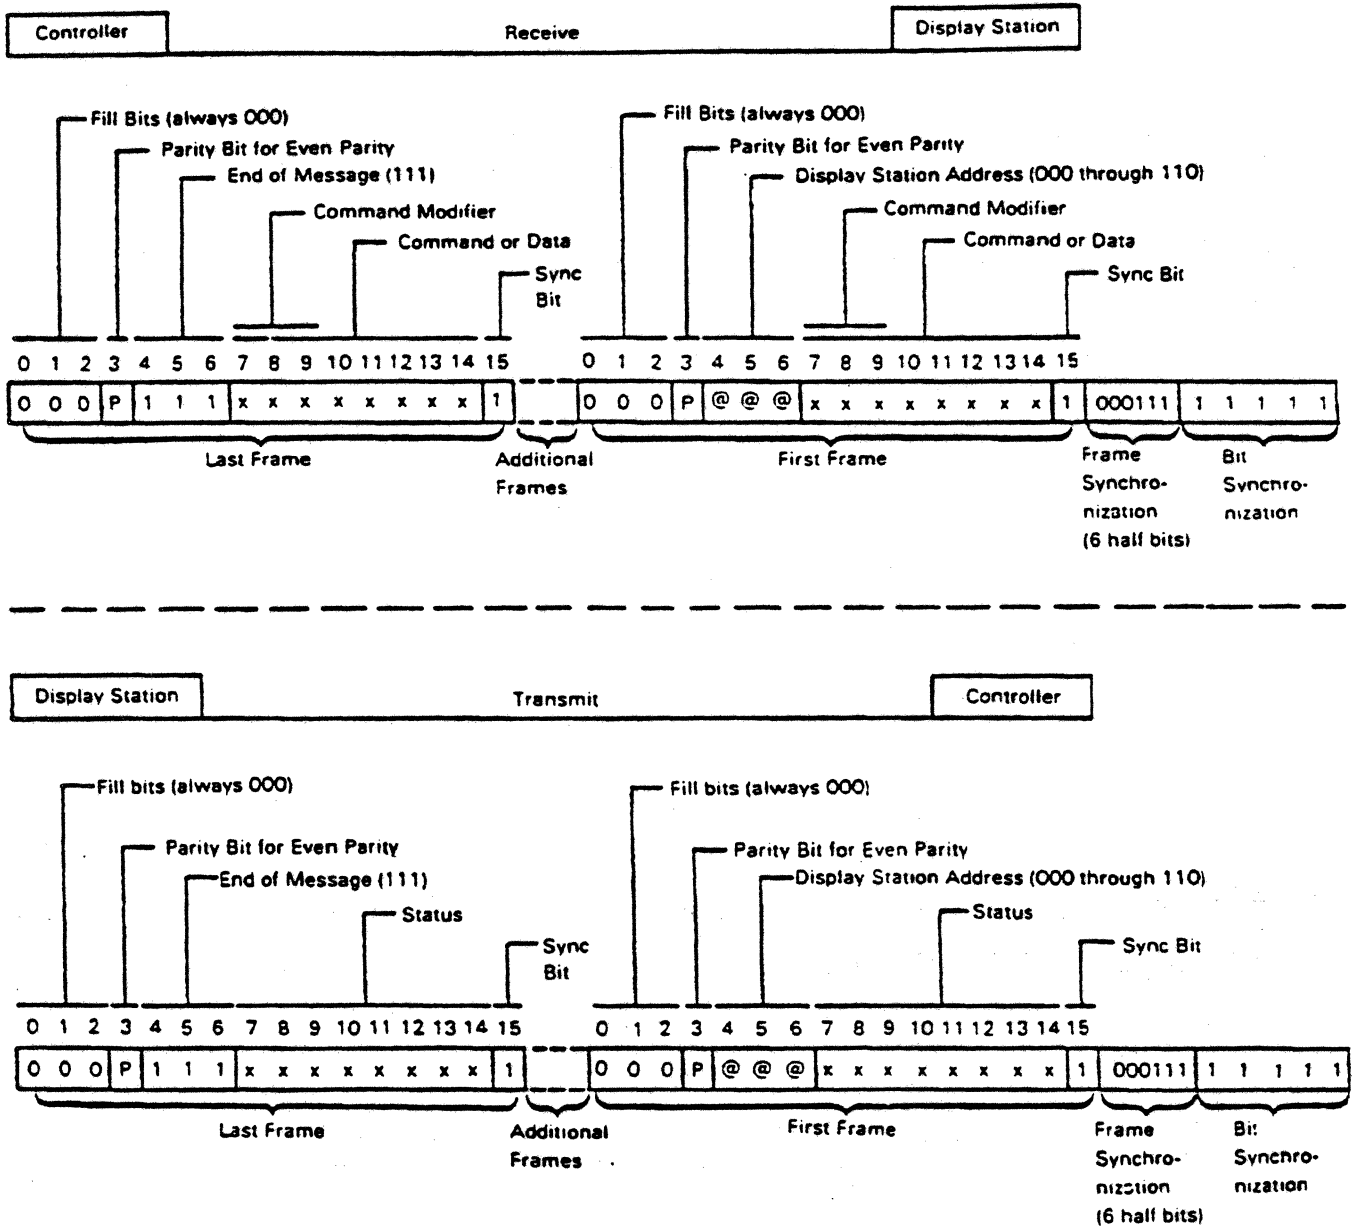 Controller Receive Display Station
Fill Bits (always 000) Fill Bits (always 000)
Parity Bit for Even Parity Parity Bit for Even Parity
End of Message (111) Display Station Address (000 through 110)
Command Modifier Command Modifier
Command or Data Command or Data
Sync Bit Sync Bit
0 1 2 3 4 5 6 7 8 9 10 11 12 13 14 15 0 1 2 3 4 5 6 7 8 9 10 11 12 13 14 15
0 0 0 P 1 1 1 x x x x x x x x 1 0 0 0 P @ @ @ x x x x x x x x 1 000111 1 1 1 1 1
Last Frame Additional Frames First Frame Frame Synchro-nization (6 half bits) Bit Synchro-nization
Display Station Transmit Controller
Fill bits (always 000) Fill bits (always 000)
Parity Bit for Even Parity Parity Bit for Even Parity
End of Message (111) Display Station Address (000 through 110)
Status Status
Sync Bit Sync Bit
0 1 2 3 4 5 6 7 8 9 10 11 12 13 14 15 0 1 2 3 4 5 6 7 8 9 10 11 12 13 14 15
0 0 0 P 1 1 1 x x x x x x x x 1 0 0 0 P @ @ @ x x x x x x x x 1 000111 1 1 1 1 1
Last Frame Additional Frames First Frame Frame Synchro-nization (6 half bits) Bit Synchro-nization